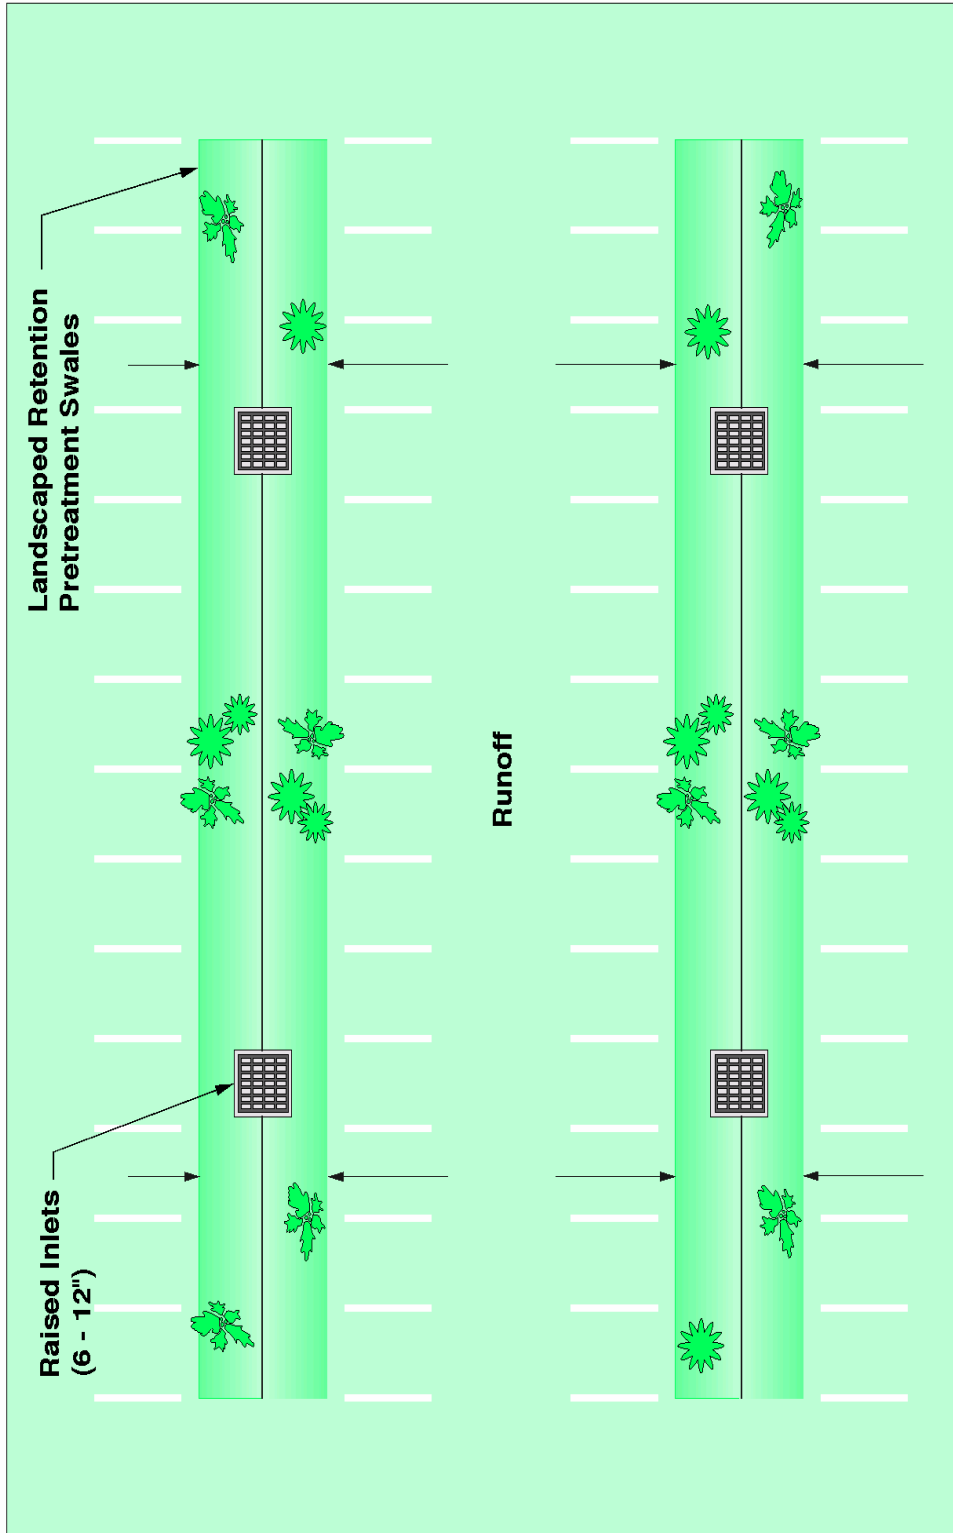 Landscaped Retention
Pretreatment Swales
Runoff
Raised Inlets
(6 - 12")